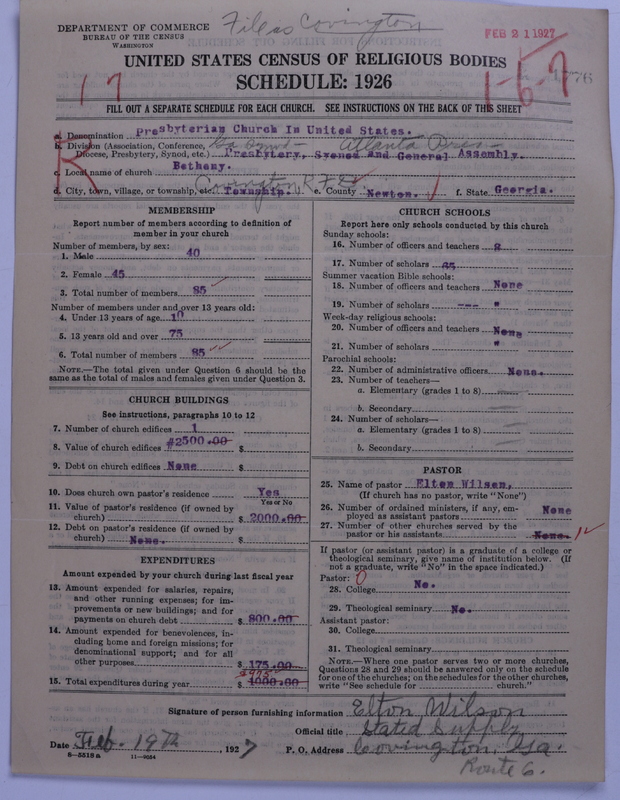 File as Covington
DEPARTMENT OF COMMERCE
BUREAU OF THE CENSUS
WASHINGTON
FEB 21 1927
UNITED STATES CENSUS OF RELIGIOUS BODIES
SCHEDULE: 1926
17
1-6-7
1776
FILL OUT A SEPARATE SCHEDULE FOR EACH CHURCH. SEE INSTRUCTIONS ON THE BACK OF THIS SHEET
a. Denomination Presbyterian Church In United States.
b. Division (Association, Conference, Diocese, Presbytery, Synod, etc.) Presbytery, Synod And General Assembly.
Atlanta Pres-
R
c. Local name of church Bethany.
d. City, town, village, or township, etc. Township. Covington R.F.D. e. County Newton. f. State Georgia.
MEMBERSHIP
Report number of members according to definition of
member in your church
Number of members, by sex:
1. Male 40
2. Female 45
3. Total number of members 85
Number of members under and over 13 years old:
4. Under 13 years of age 10
5. 13 years old and over 75
6. Total number of members 85
NOTE.—The total given under Question 6 should be the
same as the total of males and females given under Question 3.
CHURCH BUILDINGS
See instructions, paragraphs 10 to 12
7. Number of church edifices 1
8. Value of church edifices #2500.00 $
9. Debt on church edifices None $
10. Does church own pastor's residence Yes
Yes or No
11. Value of pastor's residence (if owned by
church) $ 2000.00
12. Debt on pastor's residence (if owned by
church) None. $
EXPENDITURES
Amount expended by your church during last fiscal year
13. Amount expended for salaries, repairs,
and other running expenses; for im-
provements or new buildings; and for
payments on church debt $ 800.00
14. Amount expended for benevolences, in-
cluding home and foreign missions; for
denominational support; and for all
other purposes $ 175.00
$975
15. Total expenditures during year $ 1000.00
CHURCH SCHOOLS
Report here only schools conducted by this church
Sunday schools:
16. Number of officers and teachers
17. Number of scholars
Summer vacation Bible schools:
18. Number of officers and teachers None
19. Number of scholars --- "
Week-day religious schools:
20. Number of officers and teachers None
21. Number of scholars "
Parochial schools:
22. Number of administrative officers None.
23. Number of teachers—
a. Elementary (grades 1 to 8)
b. Secondary
24. Number of scholars—
a. Elementary (grades 1 to 8)
b. Secondary
PASTOR
25. Name of pastor Elton Wilson,
(If church has no pastor, write "None")
26. Number of ordained ministers, if any, em-
ployed as assistant pastors None
27. Number of other churches served by the
pastor or his assistants None.
If pastor (or assistant pastor) is a graduate of a college or
theological seminary, give name of institution below. (If
not a graduate, write "No" in the space indicated.)
Pastor: 0
28. College No.
29. Theological seminary No.
Assistant pastor:
30. College
31. Theological seminary
NOTE.—Where one pastor serves two or more churches,
Questions 28 and 29 should be answered only on the schedule
for one of the churches; on the schedules for the other churches,
write "See schedule for church."
Signature of person furnishing information Elton Wilson
Official title Stated Supply
Date Feb. 19th, 1927 P. O. Address Covington, Ga.
Route 6.
8—5518a 11—9054